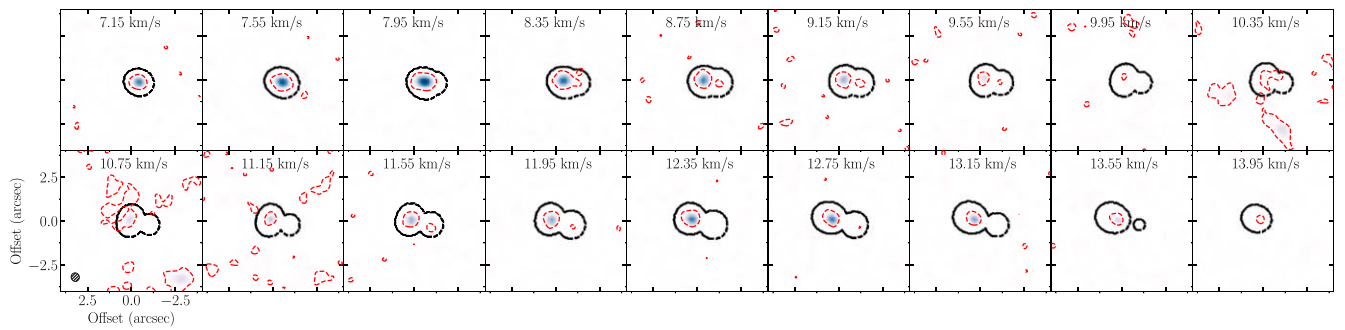 7.15 km/s 7.55 km/s 7.95 km/s 8.35 km/s 8.75 km/s 9.15 km/s 9.55 km/s 9.95 km/s 10.35 km/s
10.75 km/s 11.15 km/s 11.55 km/s 11.95 km/s 12.35 km/s 12.75 km/s 13.15 km/s 13.55 km/s 13.95 km/s
2.5
0.0
−2.5
Offset (arcsec)
2.5 0.0 −2.5
Offset (arcsec)